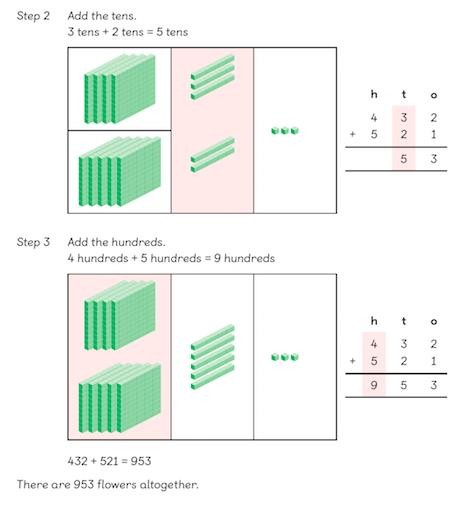 Step 2 Add the tens.
3 tens + 2 tens = 5 tens
h t o
4 3 2
+ 5 2 1
5 3
Step 3 Add the hundreds.
4 hundreds + 5 hundreds = 9 hundreds
h t o
4 3 2
+ 5 2 1
9 5 3
432 + 521 = 953
There are 953 flowers altogether.